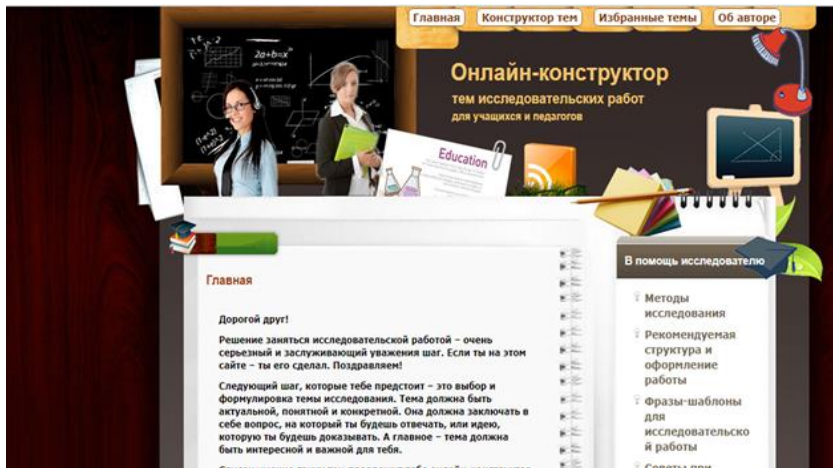 Главная
Конструктор тем
Избранные темы
Об авторе
2a+b=x
Онлайн-конструктор
тем исследовательских работ
для учащихся и педагогов
Education
Главная
Дорогой друг!
Решение заняться исследовательской работой – очень
серьезный и заслуживающий уважения шаг. Если ты на этом
сайте – ты его сделал. Поздравляем!
Следующий шаг, которые тебе предстоит – это выбор и
формулировка темы исследования. Тема должна быть
актуальной, понятной и конкретной. Она должна заключать в
себе вопрос, на который ты будешь отвечать, или идею,
которую ты будешь доказывать. А главное – тема должна
быть интересной и важной для тебя.
В помощь исследователю
Методы
исследования
Рекомендуемая
структура и
оформление
работы
Фразы-шаблоны
для
исследовательско
й работы
Советы при